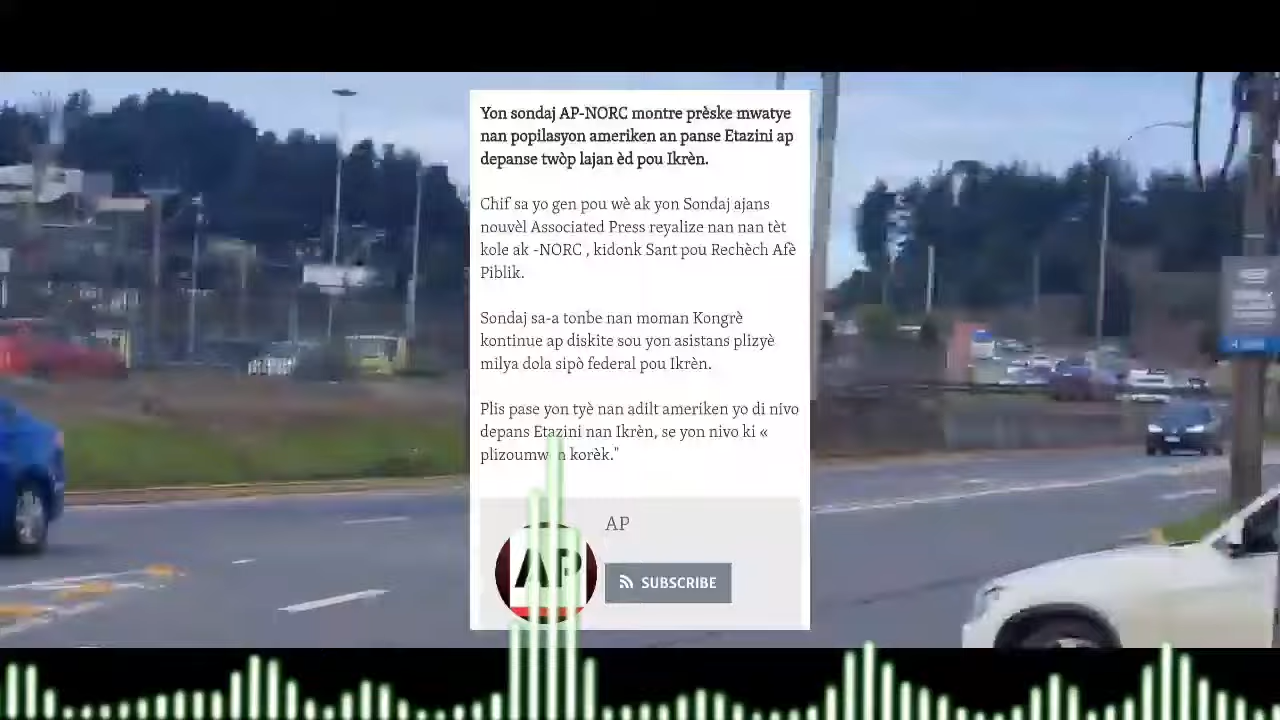 Yon sondaj AP-NORC montre prèske mwatye
nan popilasyon ameriken an panse Etazini ap
depanse twòp lajan èd pou Ikrèn.
Chif sa yo gen pou wè ak yon Sondaj ajans
nouvèl Associated Press reyalize nan nan tèt
kole ak -NORC , kidonk Sant pou Rechèch Afè
Piblik.
Sondaj sa-a tonbe nan moman Kongrè
kontinue ap diskite sou yon asistans plizyè
milya dola sipò federal pou Ikrèn.
Plis pase yon tyè nan adilt ameriken yo di nivo
depans Etazini nan Ikrèn, se yon nivo ki «
korèk."
AP
AP
SUBSCRIBE